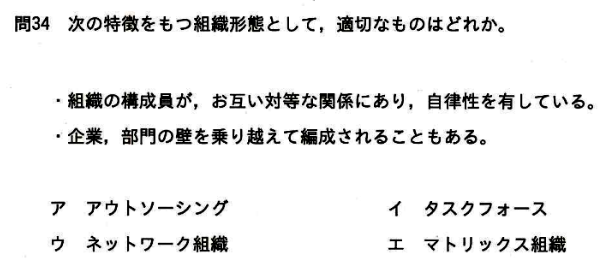 問34 次の特徴をもつ組織形態として，適切なものはどれか。
・組織の構成員が，お互い対等な関係にあり，自律性を有している。
・企業，部門の壁を乗り越えて編成されることもある。
ア アウトソーシング イ タスクフォース
ウ ネットワーク組織 エ マトリックス組織